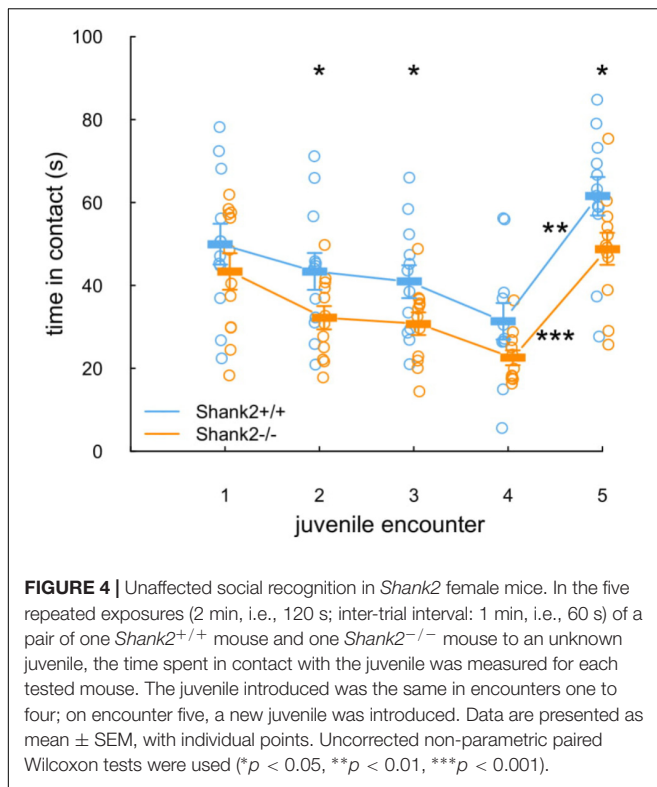 * * *
100
80
60
40
20
0
time in contact (s)
**
***
Shank2+/+
Shank2-/-
1 2 3 4 5
juvenile encounter
FIGURE 4 | Unaffected social recognition in Shank2 female mice. In the five
repeated exposures (2 min, i.e., 120 s; inter-trial interval: 1 min, i.e., 60 s) of a
pair of one Shank2+/+ mouse and one Shank2−/− mouse to an unknown
juvenile, the time spent in contact with the juvenile was measured for each
tested mouse. The juvenile introduced was the same in encounters one to
four; on encounter five, a new juvenile was introduced. Data are presented as
mean ± SEM, with individual points. Uncorrected non-parametric paired
Wilcoxon tests were used (*p < 0.05, **p < 0.01, ***p < 0.001).